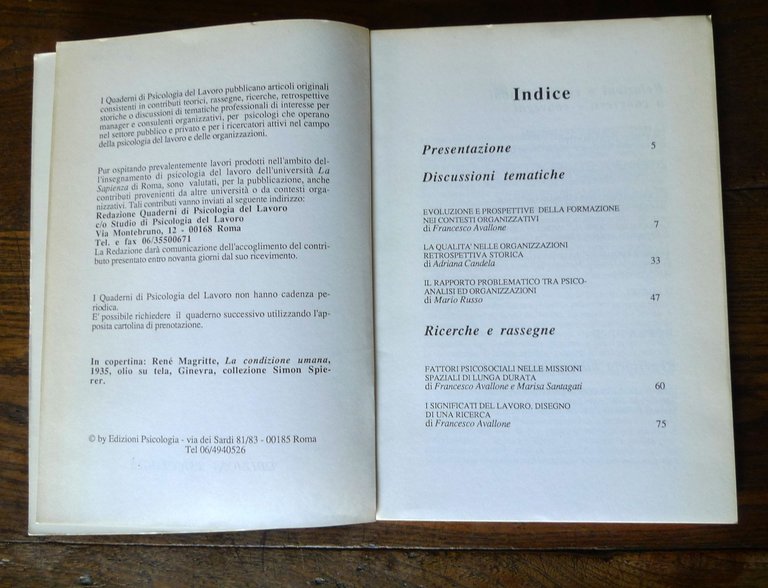 I Quaderni di Psicologia del Lavoro pubblicano articoli originali
consistenti in contributi teorici, rassegne, ricerche, retrospettive
storiche o discussioni di tematiche professionali di interesse per
manager e consulenti organizzativi, per psicologi che operano
nel settore pubblico e privato e per i ricercatori attivi nel campo
della psicologia del lavoro e delle organizzazioni.
Pur ospitando prevalentemente lavori prodotti nell'ambito del-
l'insegnamento di psicologia del lavoro dell'università La
Sapienza di Roma, sono valutati, per la pubblicazione, anche
contributi provenienti da altre università o da contesti orga-
nizzativi. Tali contributi vanno inviati al seguente indirizzo:
Redazione Quaderni di Psicologia del Lavoro
c/o Studio di Psicologia del Lavoro
Via Montebruno, 12 - 00168 Roma
Tel. e fax 06/35500671
La Redazione darà comunicazione dell'accoglimento del contri-
buto presentato entro novanta giorni dal suo ricevimento.
I Quaderni di Psicologia del Lavoro non hanno cadenza pe-
riodica.
E' possibile richiedere il quaderno successivo utilizzando l'ap-
posita cartolina di prenotazione.
In copertina: René Magritte, La condizione umana,
1935, olio su tela, Ginevra, collezione Simon Spie-
rer.
© by Edizioni Psicologia - via dei Sardi 81/83 - 00185 Roma
Tel 06/4940526
Indice
Presentazione 5
Discussioni tematiche
EVOLUZIONE E PROSPETTIVE DELLA FORMAZIONE
NEI CONTESTI ORGANIZZATIVI
di Francesco Avallone 7
LA QUALITA' NELLE ORGANIZZAZIONI
RETROSPETTIVA STORICA
di Adriana Candela 33
IL RAPPORTO PROBLEMATICO TRA PSICO-
ANALISI ED ORGANIZZAZIONI
di Mario Russo 47
Ricerche e rassegne
FATTORI PSICOSOCIALI NELLE MISSIONI
SPAZIALI DI LUNGA DURATA
di Francesco Avallone e Marisa Santagati 60
I SIGNIFICATI DEL LAVORO. DISEGNO
DI UNA RICERCA
di Francesco Avallone 75